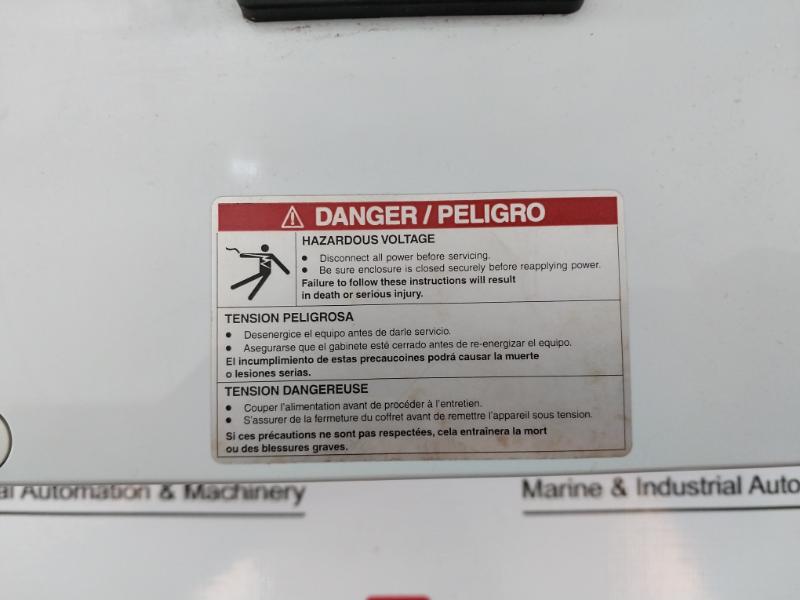 DANGER / PELIGRO
HAZARDOUS VOLTAGE
• Disconnect all power before servicing.
• Be sure enclosure is closed securely before reapplying power.
Failure to follow these instructions will result
in death or serious injury.
TENSION PELIGROSA
• Desenergice el equipo antes de darle servicio.
• Asegurarse que el gabinete esté cerrado antes de re-energizar el equipo.
El incumplimiento de estas precaucoines podrá causar la muerte
o lesiones serias.
TENSION DANGEREUSE
• Couper l'alimentation avant de procéder à l'entretien.
• S'assurer de la fermeture du coffret avant de remettre l'appareil sous tension.
Si ces précautions ne sont pas respectées, cela entraînera la mort
ou des blessures graves.
al Automation & Machinery
Marine & Industrial Auto